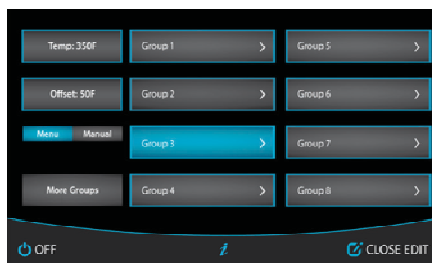 Temp: 350F
Group 1
Group 5
Offset: 50F
Group 2
Group 6
Menu Manual
Group 3
Group 7
More Groups
Group 4
Group 8
OFF
i
CLOSE EDIT